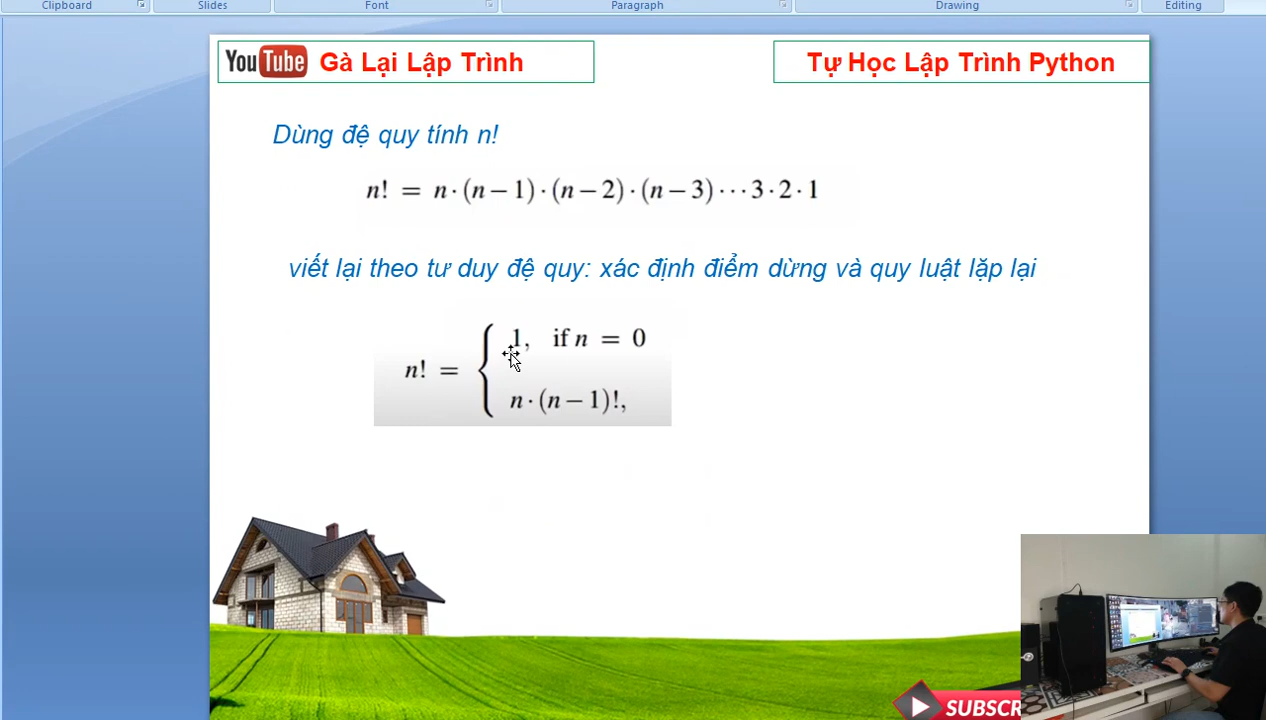 Clipboard Slides Font Paragraph Drawing Editing
YouTube Gà Lại Lập Trình
Tự Học Lập Trình Python
Dùng đệ quy tính n!
n! = n · (n − 1) · (n − 2) · (n − 3) ··· 3 · 2 · 1
viết lại theo tư duy đệ quy: xác định điểm dừng và quy luật lặp lại
1, if n = 0
n! =
n · (n − 1)!,
SUBSCR